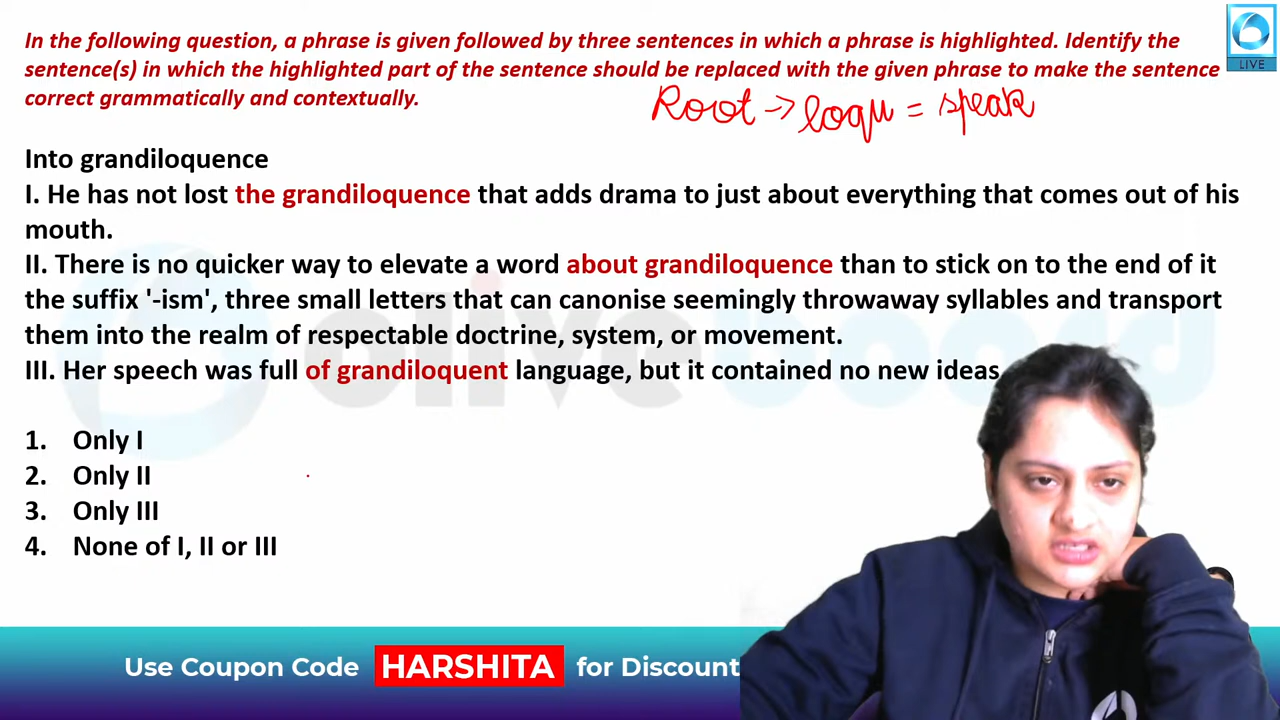 In the following question, a phrase is given followed by three sentences in which a phrase is highlighted. Identify the
sentence(s) in which the highlighted part of the sentence should be replaced with the given phrase to make the sentence
correct grammatically and contextually.
Root -> loqu = speak
Into grandiloquence
I. He has not lost the grandiloquence that adds drama to just about everything that comes out of his
mouth.
II. There is no quicker way to elevate a word about grandiloquence than to stick on to the end of it
the suffix '-ism', three small letters that can canonise seemingly throwaway syllables and transport
them into the realm of respectable doctrine, system, or movement.
III. Her speech was full of grandiloquent language, but it contained no new ideas
1. Only I
2. Only II
3. Only III
4. None of I, II or III
Use Coupon Code HARSHITA for Discount
LIVE